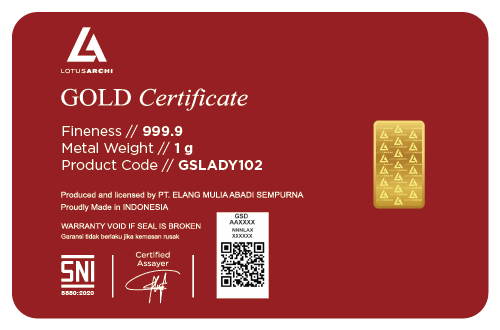 LOTUSARCHI
GOLD Certificate
Fineness // 999.9
Metal Weight // 1 g
Product Code // GSLADY102
Produced and licensed by PT. ELANG MULIA ABADI SEMPURNA
Proudly Made in INDONESIA
WARRANTY VOID IF SEAL IS BROKEN
Garansi tidak berlaku jika kemasan rusak
GSD
AAXXXX
NHNLAX
XXXXXX
SNI
8880:2020
Certified
Assayer